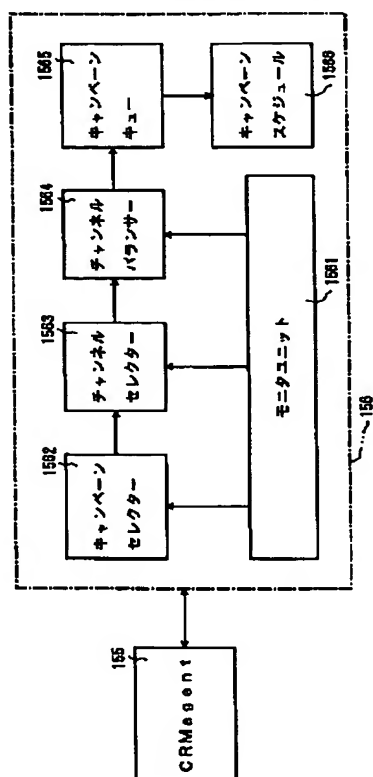 155
CRMagent
1562
キャンペーン
セレクター
1563
チャンネル
セレクター
1564
チャンネル
バランサー
1565
キャンペーン
キュー
1566
キャンペーン
スケジュール
モニタユニット
1561
156